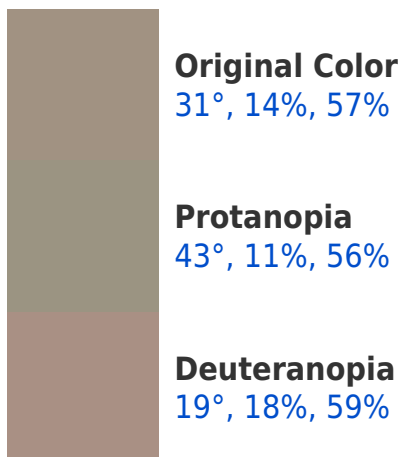 Original Color
31°, 14%, 57%
Protanopia
43°, 11%, 56%
Deuteranopia
19°, 18%, 59%